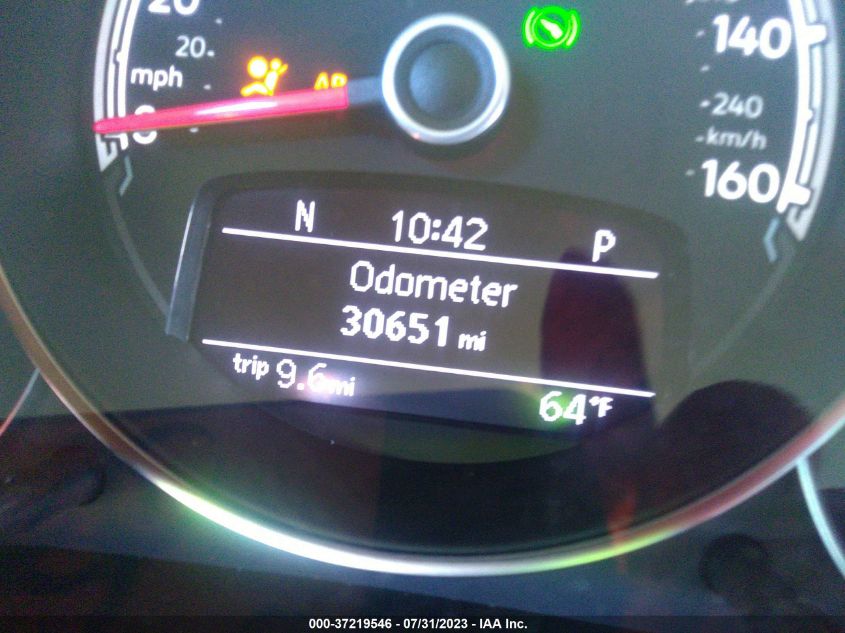 20
20
mph
0
140
240
km/h
160
N 10:42 P
Odometer
30651 mi
trip 9.6 mi
64°F
000-37219546 - 07/31/2023 - IAA Inc.